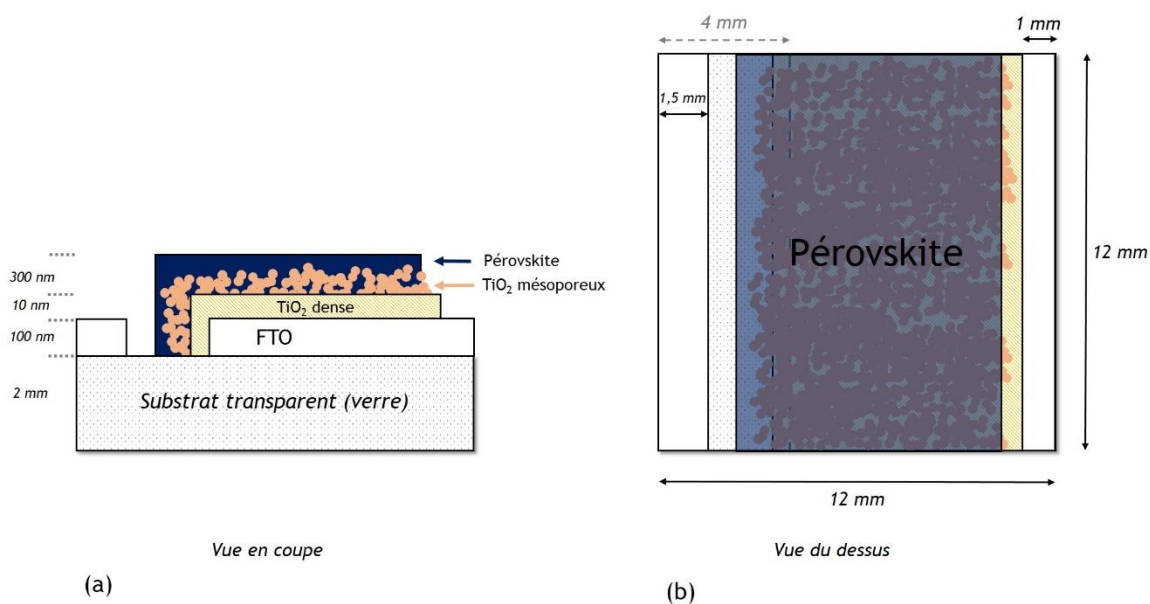 300 nm
10 nm
100 nm
2 mm
Pérovskite
TiO₂ mésoporeux
TiO₂ dense
FTO
Substrat transparent (verre)
Vue en coupe
(a)
4 mm
1 mm
1,5 mm
Pérovskite
12 mm
12 mm
Vue du dessus
(b)